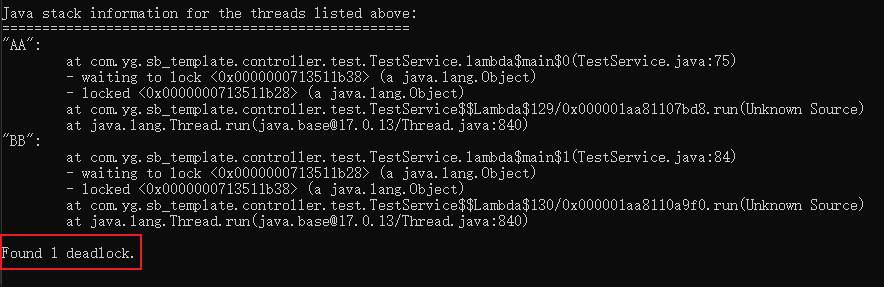 Java stack information for the threads listed above:
===================================================
"AA":
        at com.yg.sb_template.controller.test.TestService.lambda$main$0(TestService.java:75)
        - waiting to lock <0x0000000713511b38> (a java.lang.Object)
        - locked <0x0000000713511b28> (a java.lang.Object)
        at com.yg.sb_template.controller.test.TestService$$Lambda$129/0x000001aa81107bd8.run(Unknown Source)
        at java.lang.Thread.run(java.base@17.0.13/Thread.java:840)
"BB":
        at com.yg.sb_template.controller.test.TestService.lambda$main$1(TestService.java:84)
        - waiting to lock <0x0000000713511b28> (a java.lang.Object)
        - locked <0x0000000713511b38> (a java.lang.Object)
        at com.yg.sb_template.controller.test.TestService$$Lambda$130/0x000001aa8110a9f0.run(Unknown Source)
        at java.lang.Thread.run(java.base@17.0.13/Thread.java:840)
Found 1 deadlock.